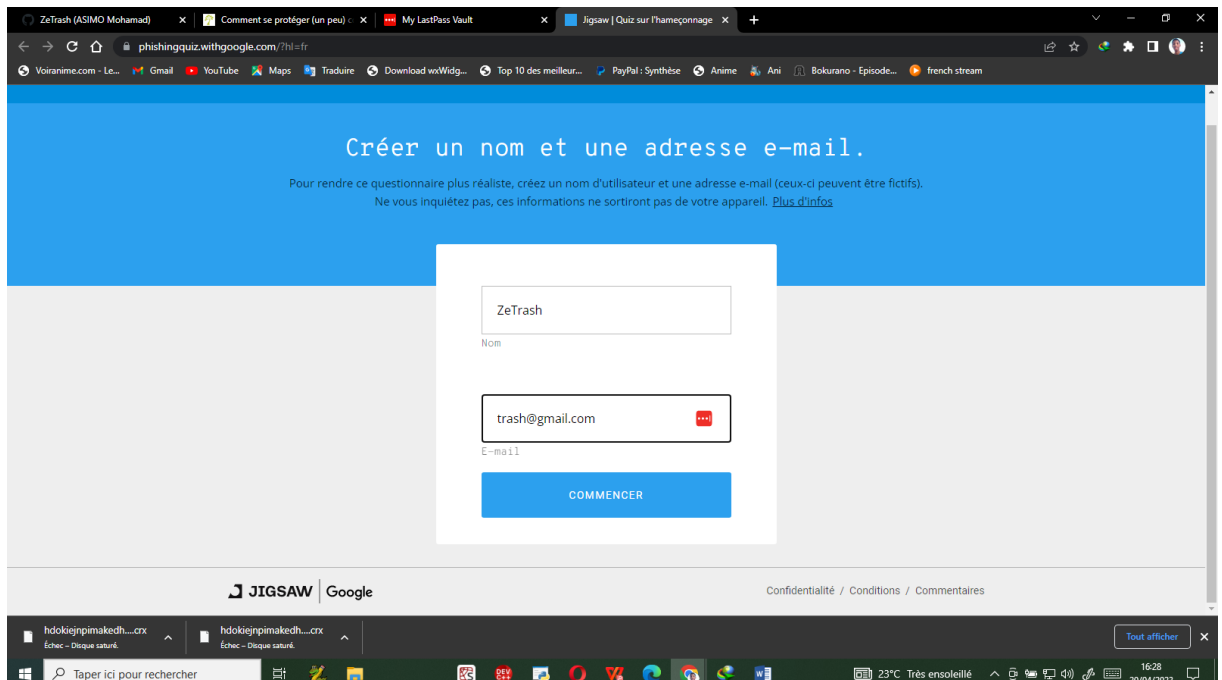 ZeTrash (ASIMO Mohamad)
Comment se protéger (un peu)
My LastPass Vault
Jigsaw | Quiz sur l'hameçonnage
phishingquiz.withgoogle.com/?hl=fr
Voiranime.com - Le...
Gmail
YouTube
Maps
Traduire
Download wxWidg...
Top 10 des meilleur...
PayPal : Synthèse
Anime
Ani
Bokurano - Episode...
french stream
Créer un nom et une adresse e-mail.
Pour rendre ce questionnaire plus réaliste, créez un nom d'utilisateur et une adresse e-mail (ceux-ci peuvent être fictifs).
Ne vous inquiétez pas, ces informations ne sortiront pas de votre appareil. Plus d'infos
ZeTrash
Nom
trash@gmail.com
E-mail
COMMENCER
JIGSAW | Google
Confidentialité / Conditions / Commentaires
hdokiejnpimakedh....crx
Échec – Disque saturé.
hdokiejnpimakedh....crx
Échec – Disque saturé.
Tout afficher
Taper ici pour rechercher
DEV C++
23°C Très ensoleillé
16:28